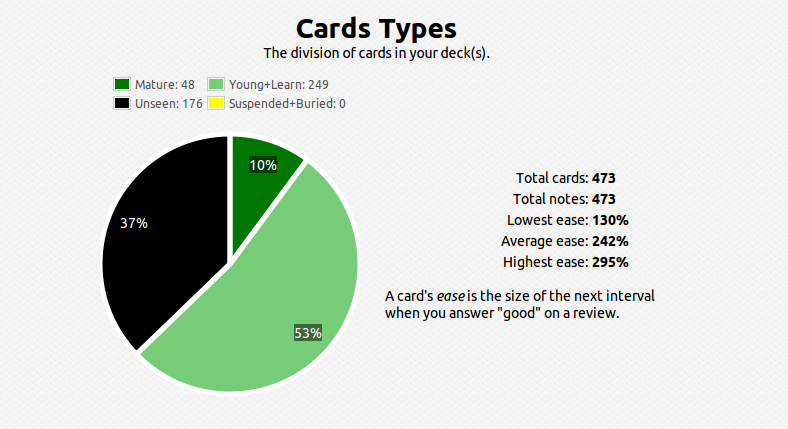 Cards Types
The division of cards in your deck(s).
Mature: 48 Young+Learn: 249
Unseen: 176 Suspended+Buried: 0
10%
37%
53%
Total cards: 473
Total notes: 473
Lowest ease: 130%
Average ease: 242%
Highest ease: 295%
A card's ease is the size of the next interval
when you answer "good" on a review.